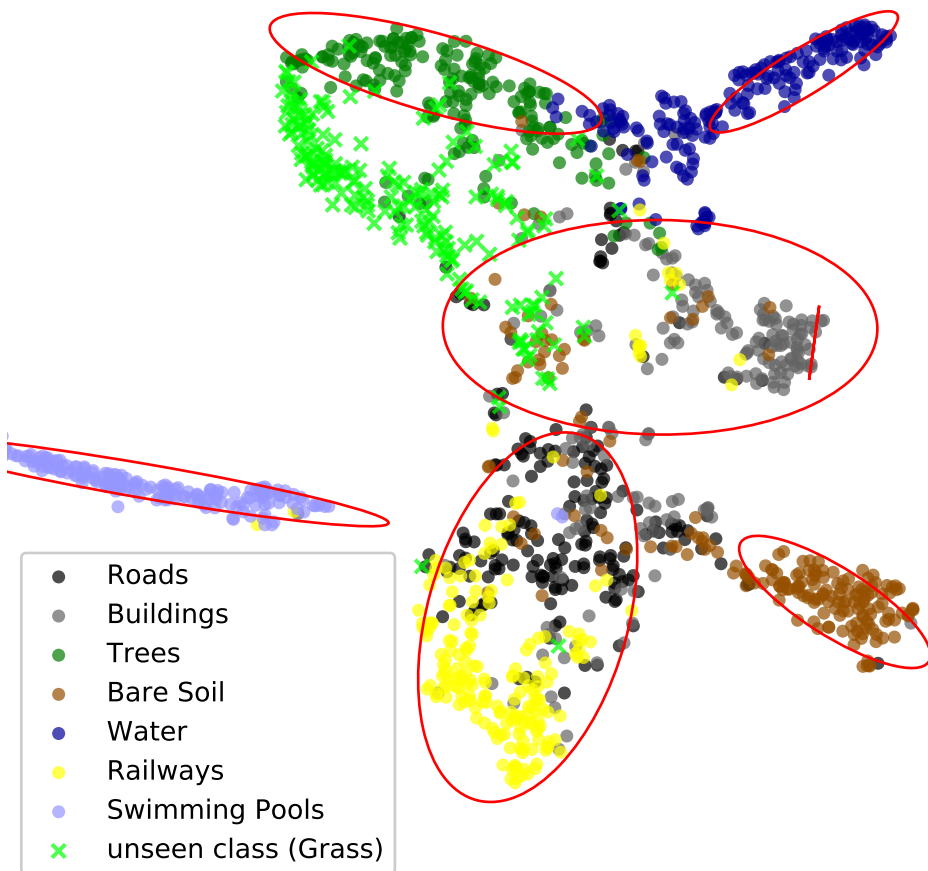 Roads
Buildings
Trees
Bare Soil
Water
Railways
Swimming Pools
unseen class (Grass)